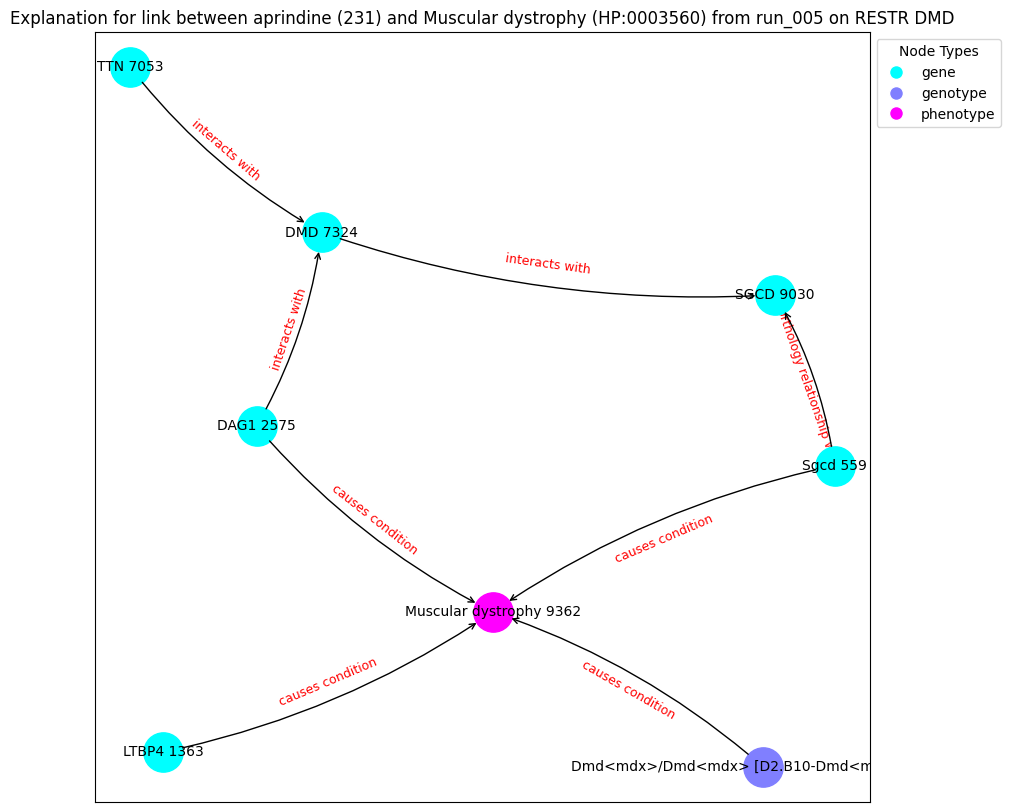 Explanation for link between aprindine (231) and Muscular dystrophy (HP:0003560) from run_005 on RESTR DMD
Node Types
gene
genotype
phenotype
TTN 7053
interacts with
DMD 7324
interacts with
SGCD 9030
interacts with
rthology relationship
DAG1 2575
Sgcd 559
causes condition
causes condition
Muscular dystrophy 9362
causes condition
causes condition
LTBP4 1363
Dmd<mdx>/Dmd<mdx> [D2.B10-Dmd<m